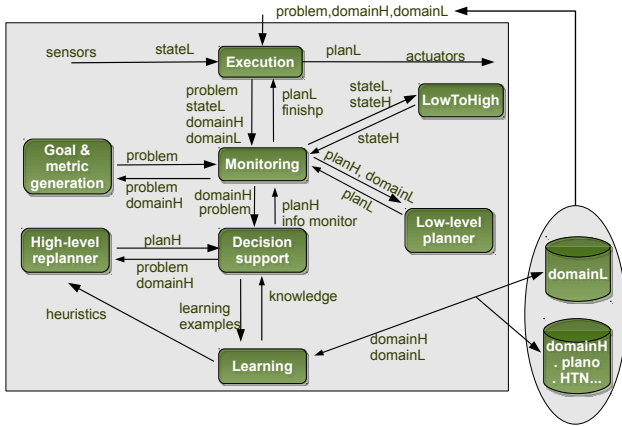 problem,domainH,domainL
sensors
stateL
Execution
planL
actuators
problem
stateL
domainH
domainL
planL
finishp
stateL,
stateH
LowToHigh
stateH
Goal &
metric
generation
problem
problem
domainH
Monitoring
planH, domainL
planL
Low-level
planner
domainH
problem
planH
info monitor
High-level
replanner
planH
problem
domainH
Decision
support
domainL
heuristics
learning
examples
knowledge
domainH
domainL
domainH
. plano
. HTN...
Learning